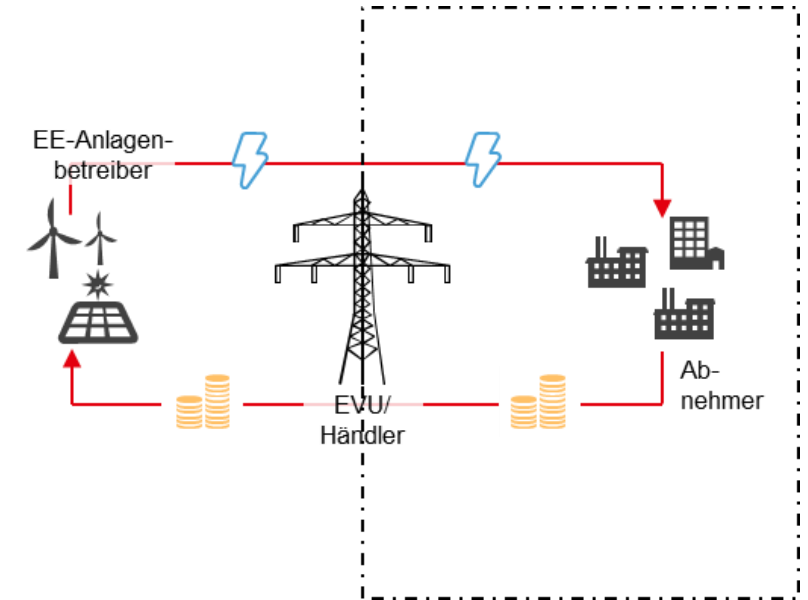 EE-Anlagen-
betreiber
EVU/
Händler
Ab-
nehmer